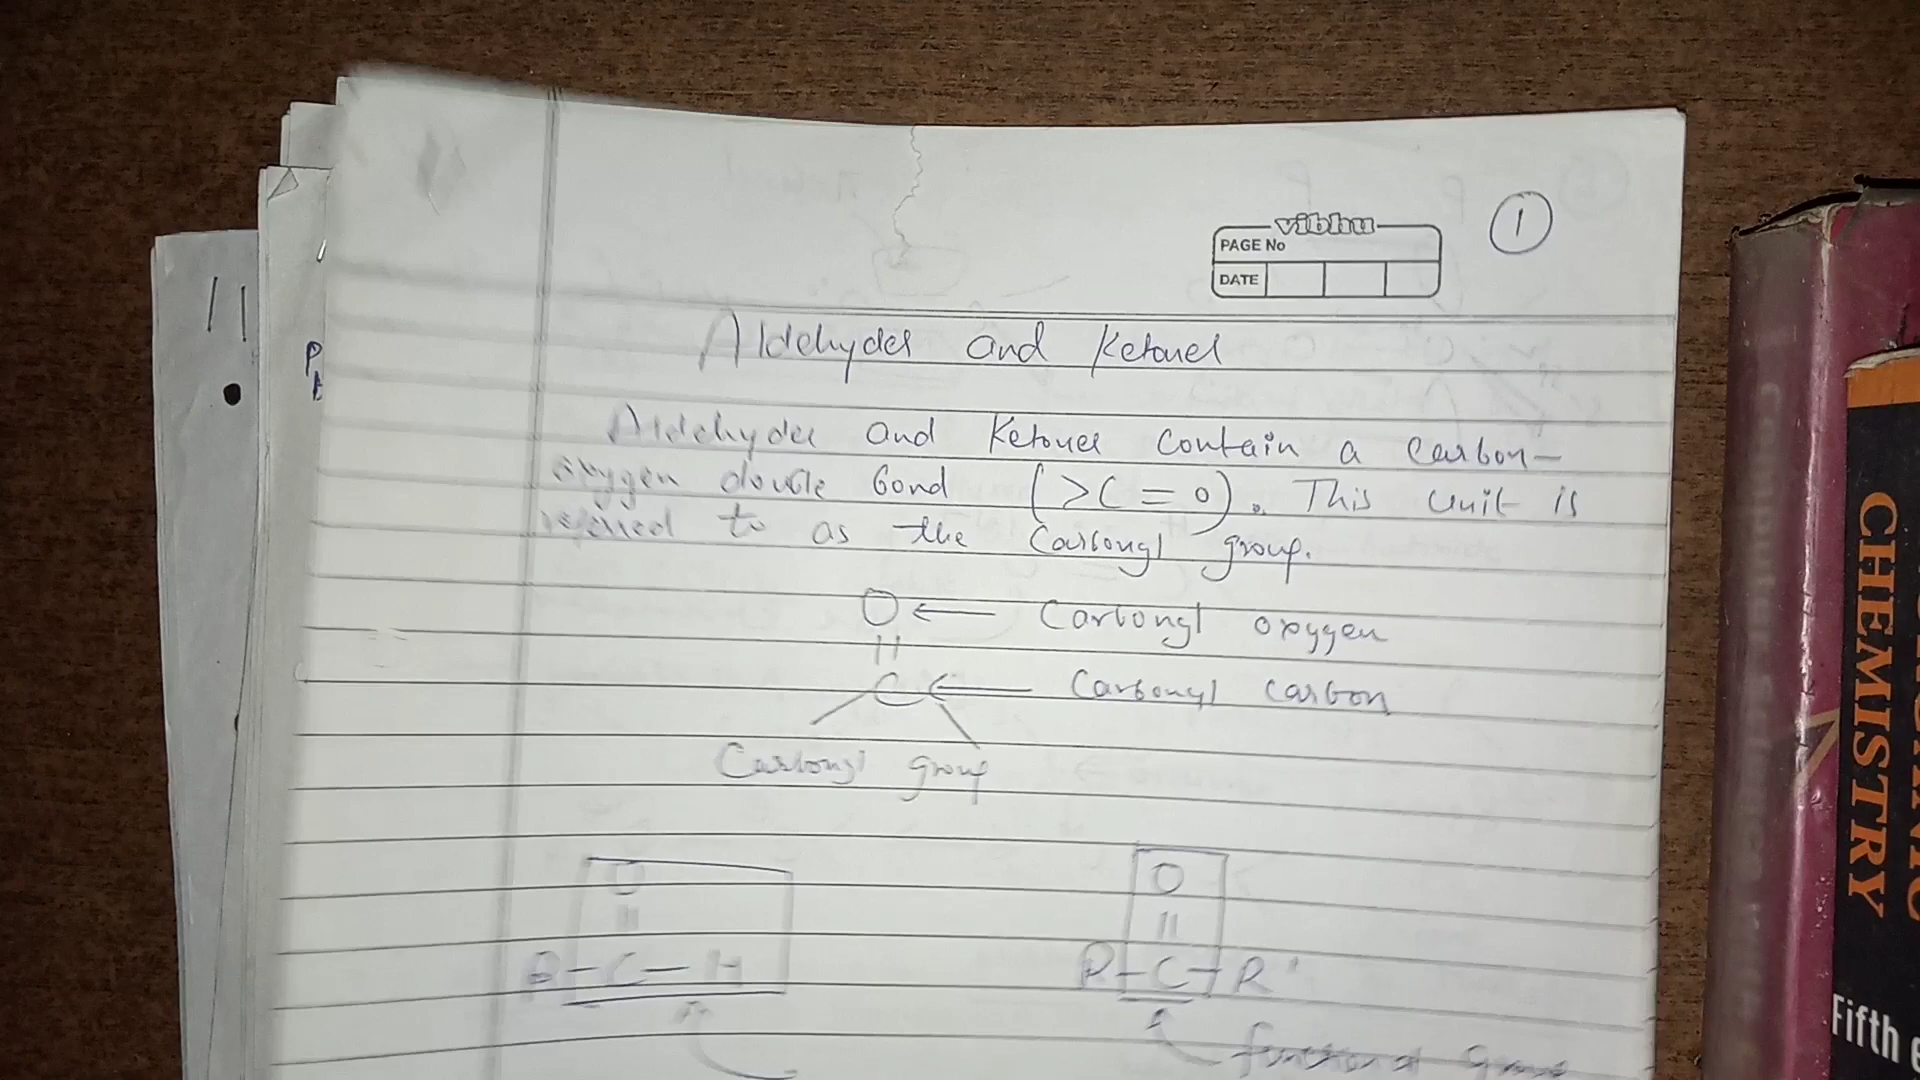 vibhu
PAGE No
DATE
1
11
Aldehydes and Ketones
Aldehydes and Ketones contain a carbon-
oxygen double bond (>C=O). This unit is
referred to as the Carbonyl group.
O ← Carbonyl oxygen
||
C ← Carbonyl carbon
Carbonyl group
O O
|| ||
R-C-H R-C-R'
functional group
CHEMISTRY
Fifth